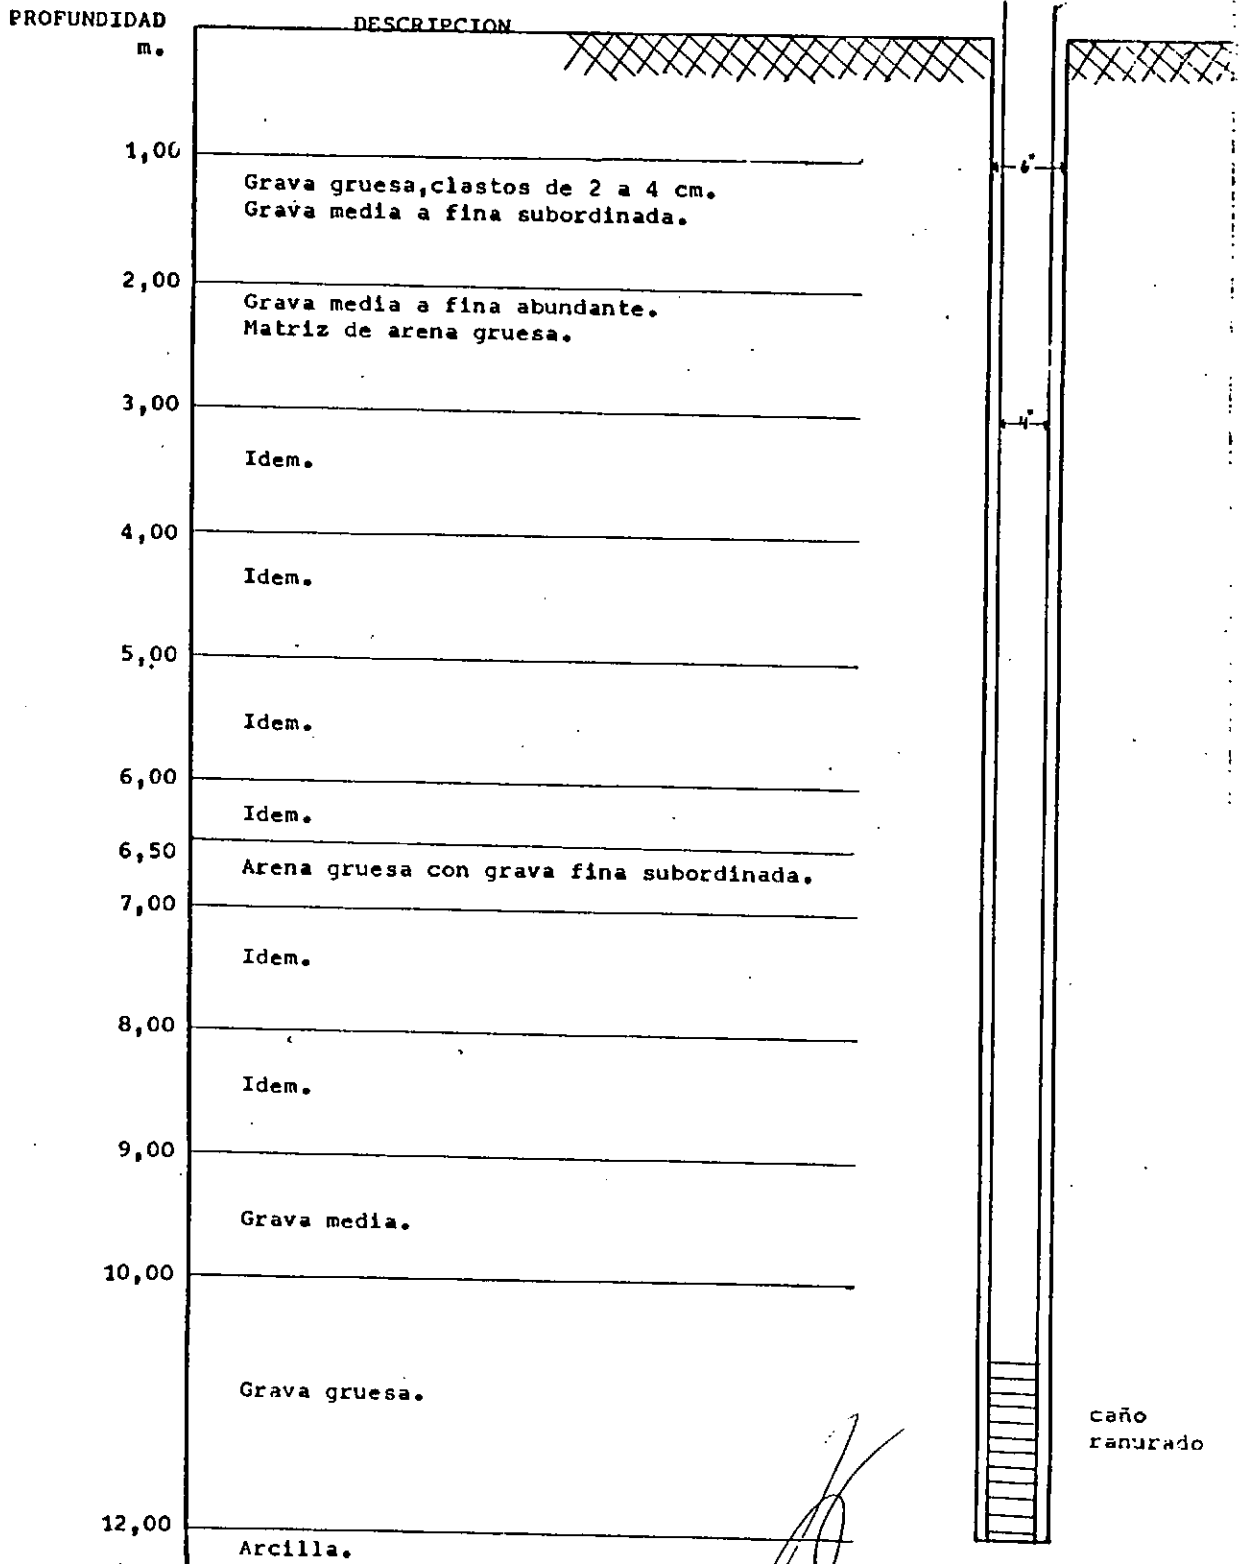 PROFUNDIDAD
m.
DESCRIPCION
1,00
6"
Grava gruesa,clastos de 2 a 4 cm.
Grava media a fina subordinada.
2,00
Grava media a fina abundante.
Matriz de arena gruesa.
3,00
4"
Idem.
4,00
Idem.
5,00
Idem.
6,00
Idem.
6,50
Arena gruesa con grava fina subordinada.
7,00
Idem.
8,00
Idem.
9,00
Grava media.
10,00
Grava gruesa.
caño
ranurado
12,00
Arcilla.